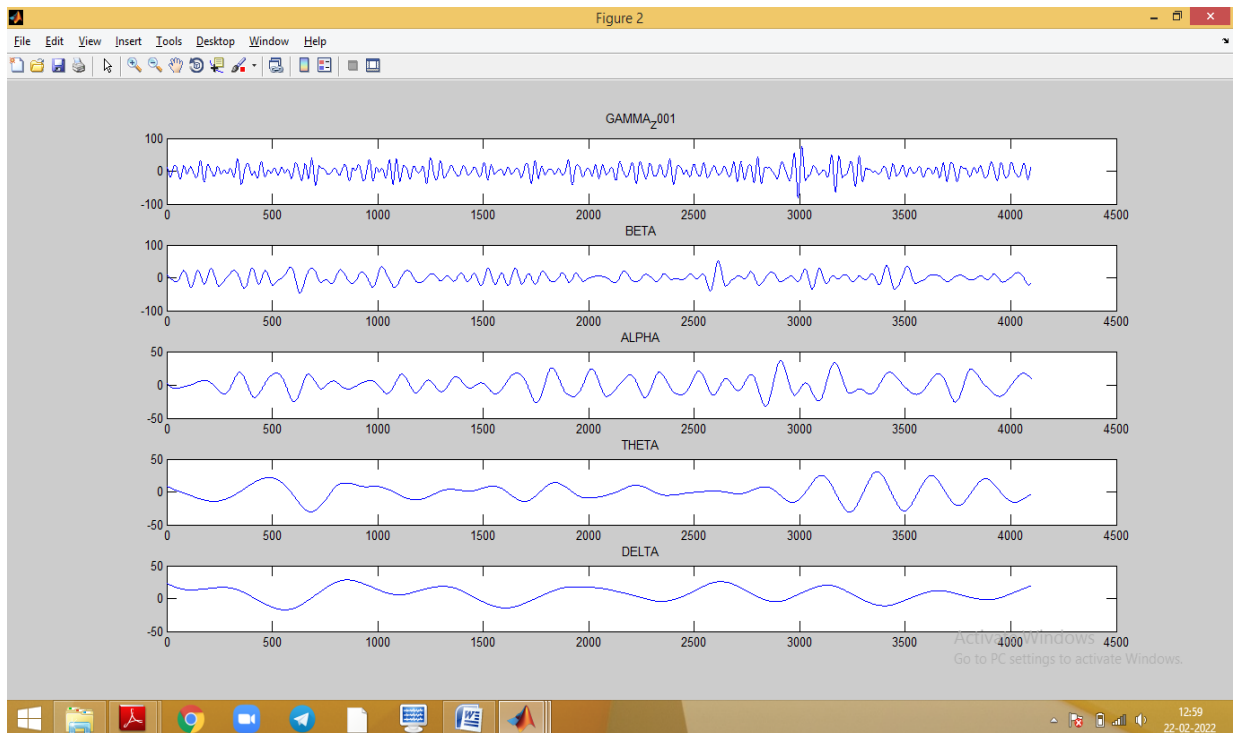 Figure 2
File Edit View Insert Tools Desktop Window Help
GAMMA_Z001
100
0
-100
0 500 1000 1500 2000 2500 3000 3500 4000 4500
BETA
100
0
-100
0 500 1000 1500 2000 2500 3000 3500 4000 4500
ALPHA
50
0
-50
0 500 1000 1500 2000 2500 3000 3500 4000 4500
THETA
50
0
-50
0 500 1000 1500 2000 2500 3000 3500 4000 4500
DELTA
50
0
-50
0 500 1000 1500 2000 2500 3000 3500 4000 4500
Activate Windows
Go to PC settings to activate Windows.
12:59
22-02-2022